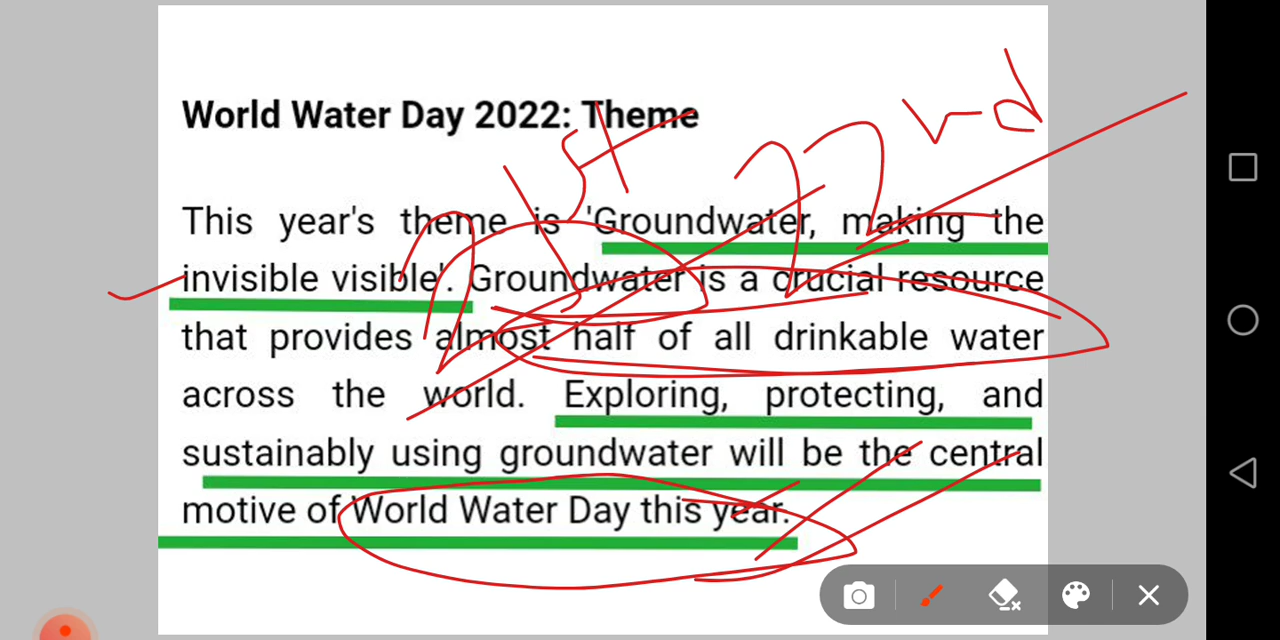 World Water Day 2022: Theme
21st
22nd
This year's theme is 'Groundwater, making the
invisible visible'. Groundwater is a crucial resource
that provides almost half of all drinkable water
across the world. Exploring, protecting, and
sustainably using groundwater will be the central
motive of World Water Day this year.